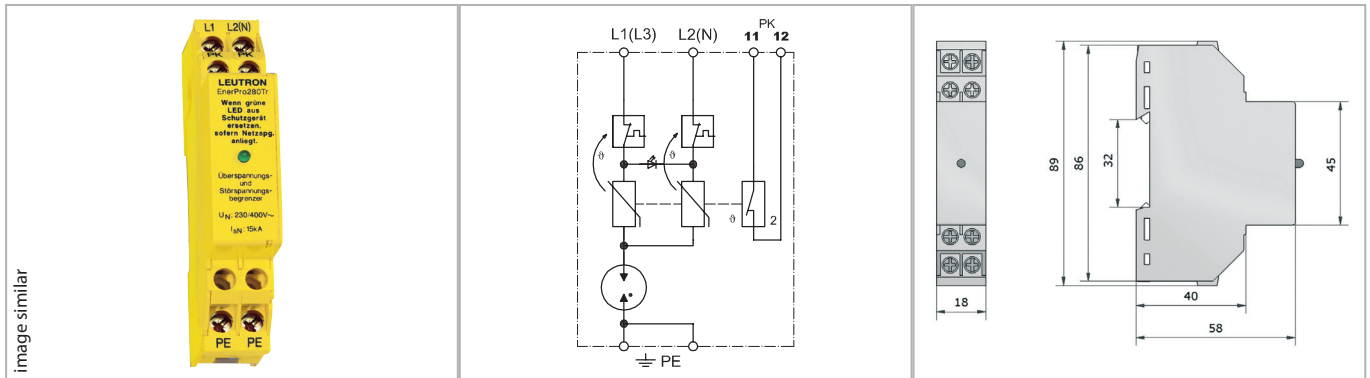 L1 L2(N)
PK
LEUTRON
EnerPro280Tr
Wenn grüne
LED aus
Schutzgerät
ersetzen,
sofern Netzspg.
anliegt.
Überspannungs-
und
Störspannungs-
begrenzer
UN: 230/400V~
IsN: 15kA
PE PE
image similar
L1(L3) L2(N) PK
11 12
ϑ ϑ
ϑ 2
PE
89 86 32 45
18 40
58